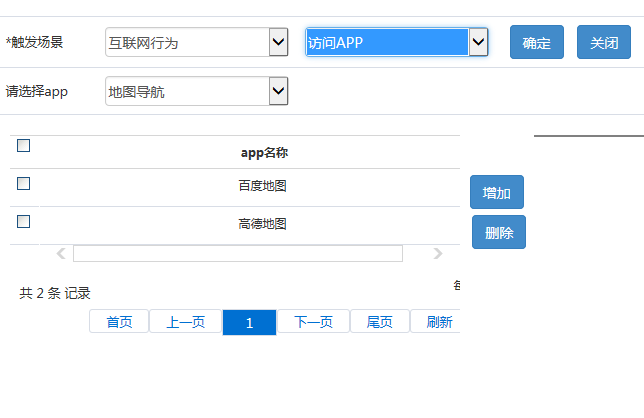 *触发场景 互联网行为 访问APP 确定 关闭
请选择app 地图导航
app名称
百度地图
增加
高德地图
删除
共 2 条 记录
首页 上一页 1 下一页 尾页 刷新